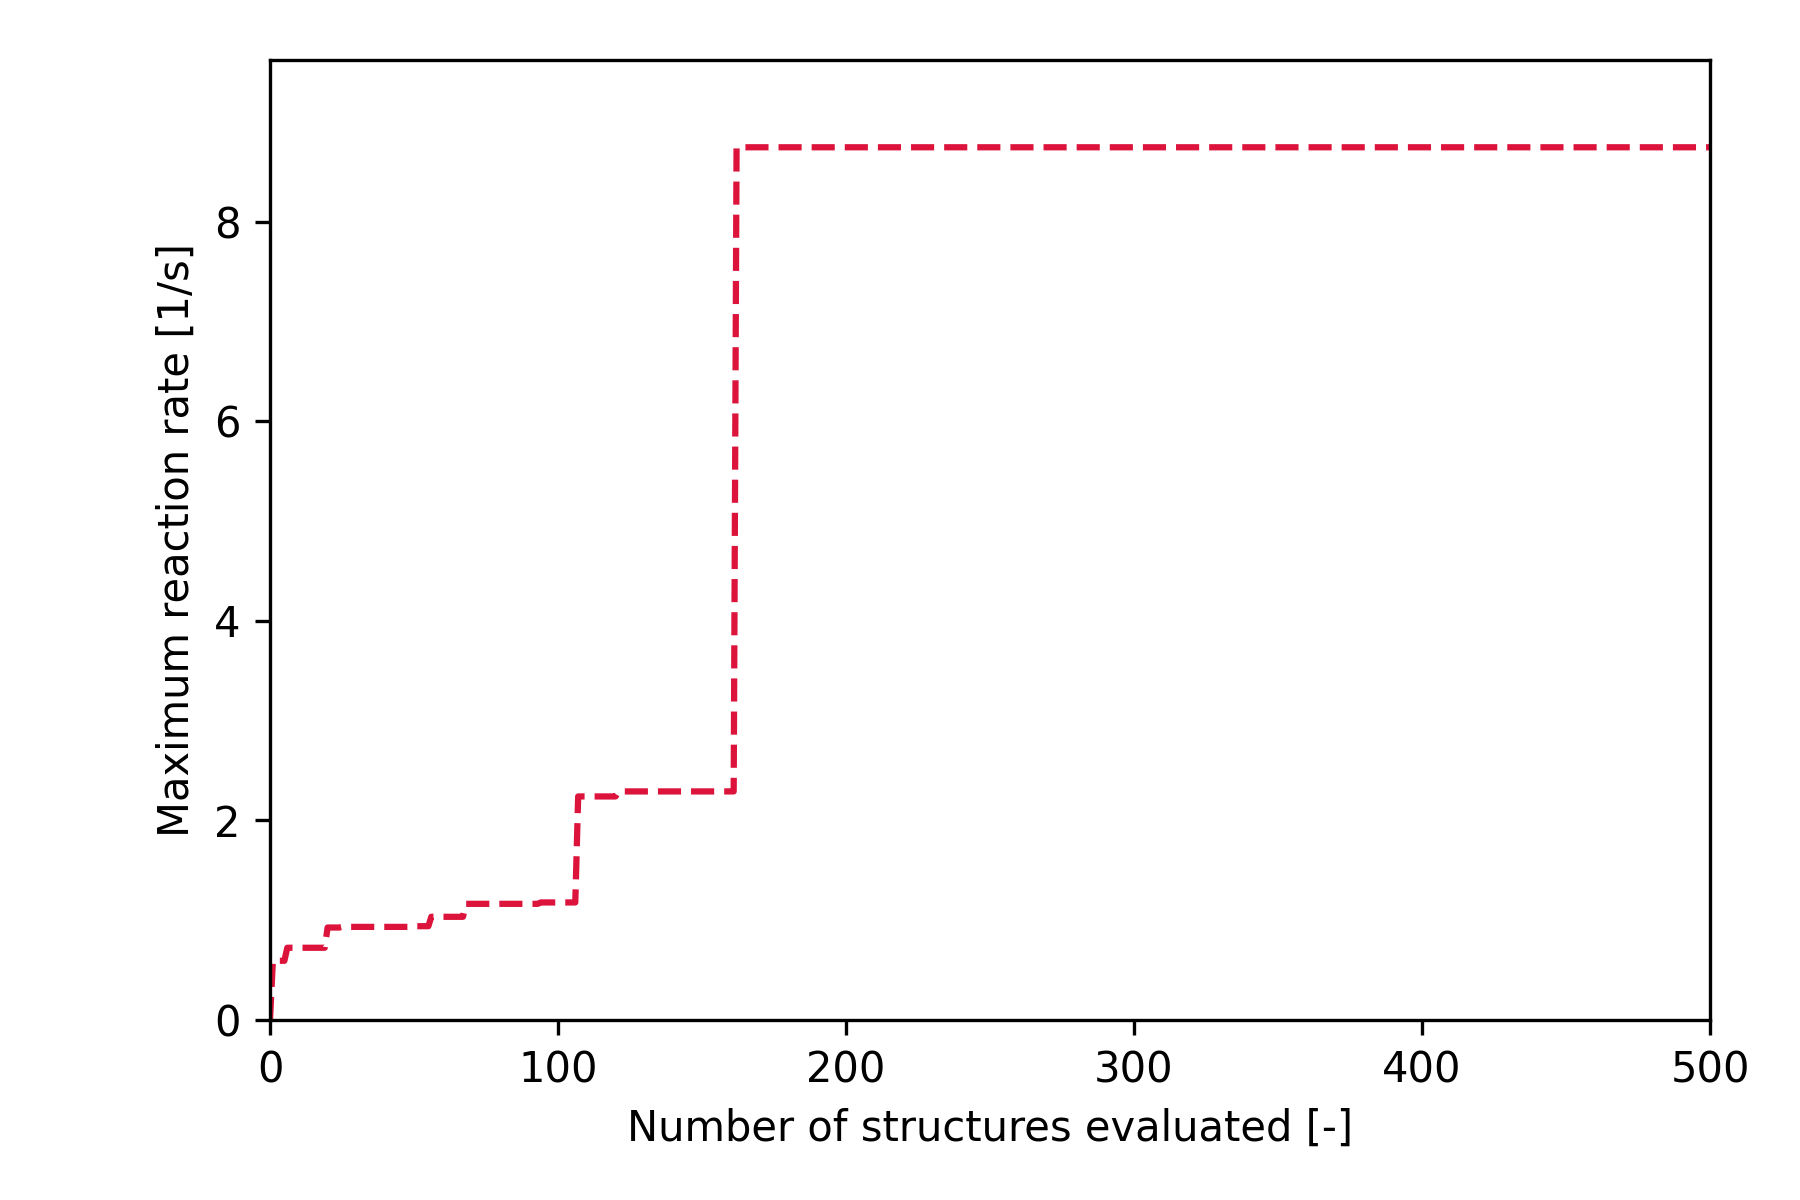 Maximum reaction rate [1/s]
8
6
4
2
0
0 100 200 300 400 500
Number of structures evaluated [-]